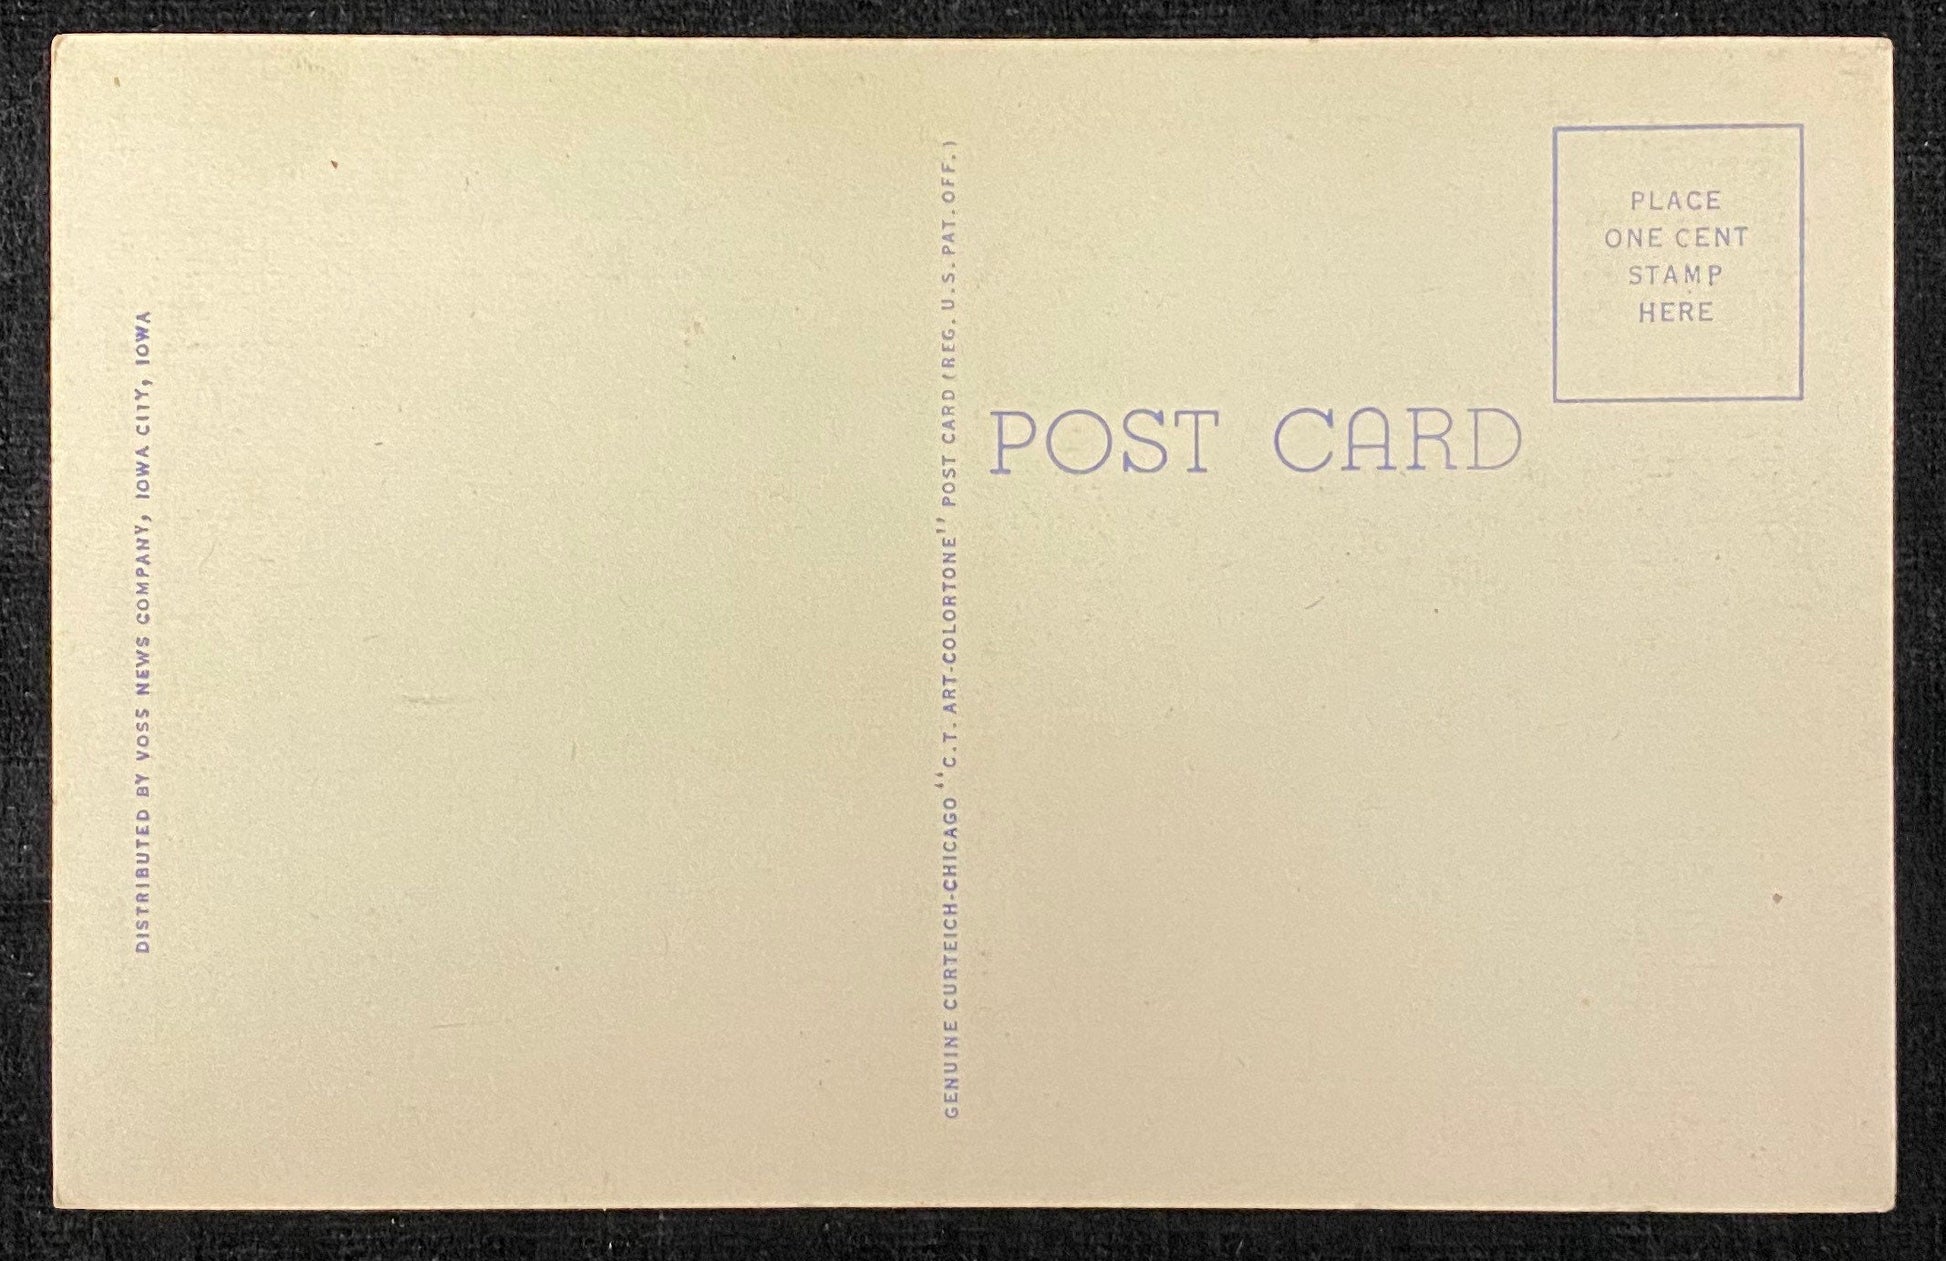 DISTRIBUTED BY VOSS NEWS COMPANY, IOWA CITY, IOWA
GENUINE CURTEICH-CHICAGO "C.T. ART-COLORTONE" POST CARD (REG. U.S. PAT. OFF.)
POST CARD
PLACE
ONE CENT
STAMP
HERE